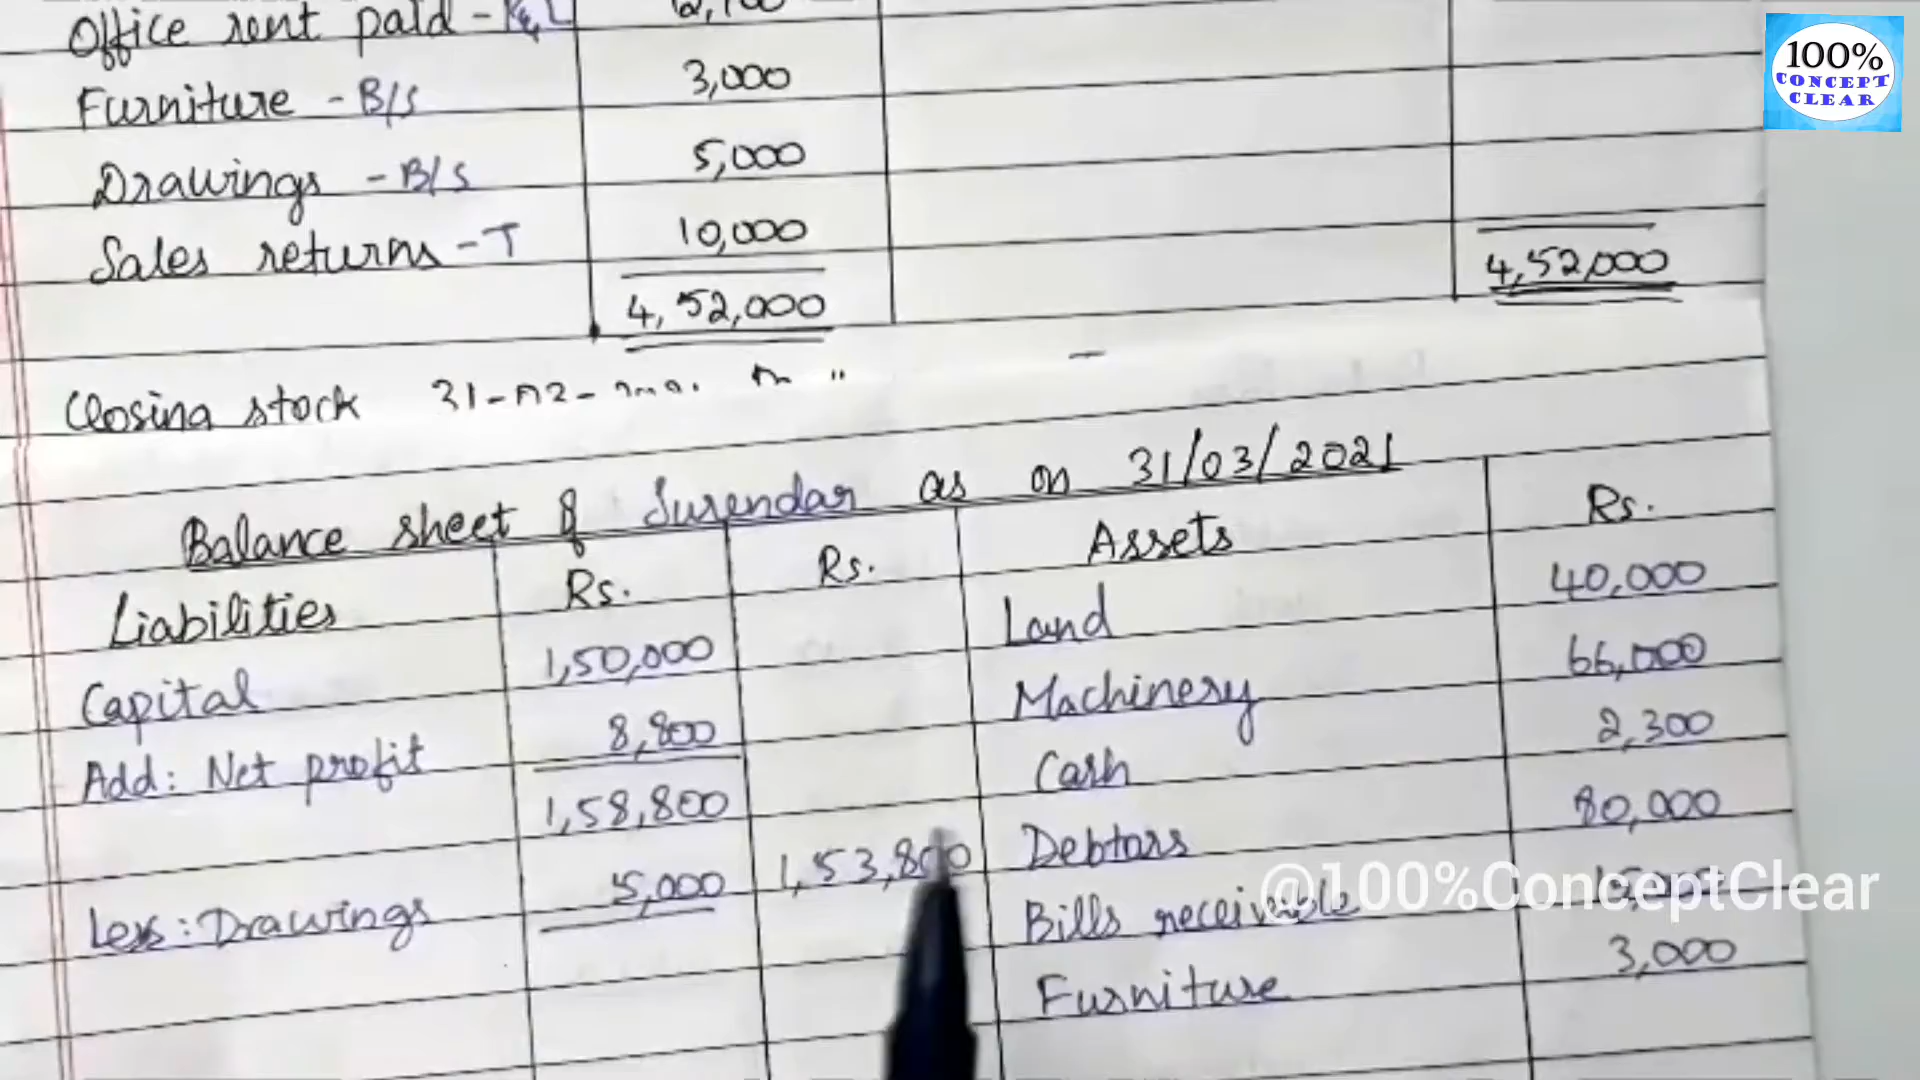 Office rent paid - P&L
Furniture - B/S 3,000
Drawings - B/S 5,000
Sales returns - T 10,000
4,52,000 4,52,000
Closing stock
Balance sheet of Surendar as on 31/03/2021
Liabilities Rs. Rs. Assets Rs.
Capital 1,50,000 Land 40,000
Add: Net profit 8,800 Machinery 66,000
1,58,800 Cash 2,300
Less: Drawings 5,000 1,53,800 Debtors 80,000
Bills receivable
Furniture 3,000
100%
CONCEPT
CLEAR
@100%ConceptClear